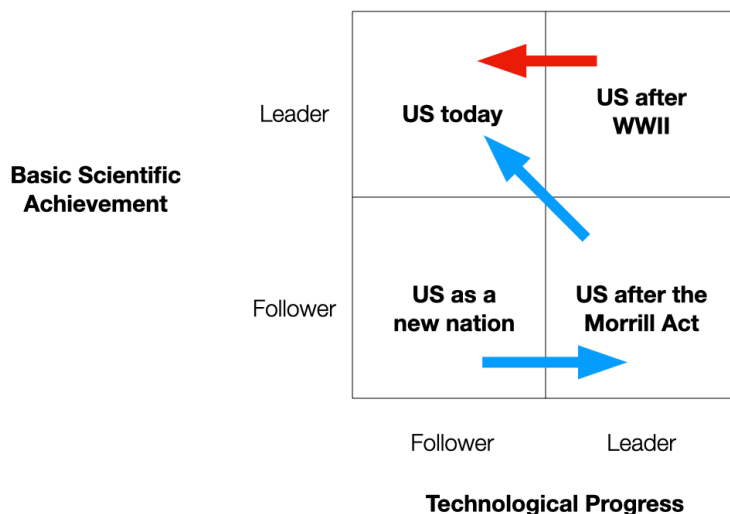 Leader
US today
US after
WWII
Basic Scientific
Achievement
Follower
US as a
new nation
US after the
Morrill Act
Follower
Leader
Technological Progress